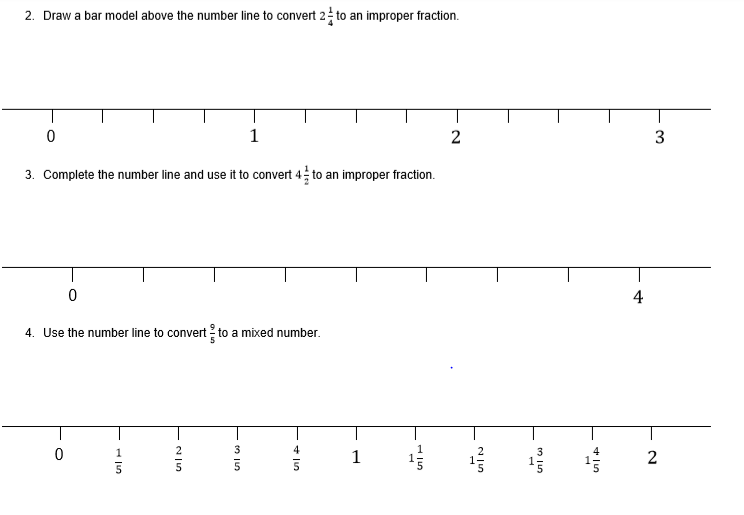 2. Draw a bar model above the number line to convert 2 1/4 to an improper fraction.
0 1 2 3
3. Complete the number line and use it to convert 4 1/2 to an improper fraction.
0 4
4. Use the number line to convert 9/5 to a mixed number.
0 1/5 2/5 3/5 4/5 1 1 1/5 1 2/5 1 3/5 1 4/5 2